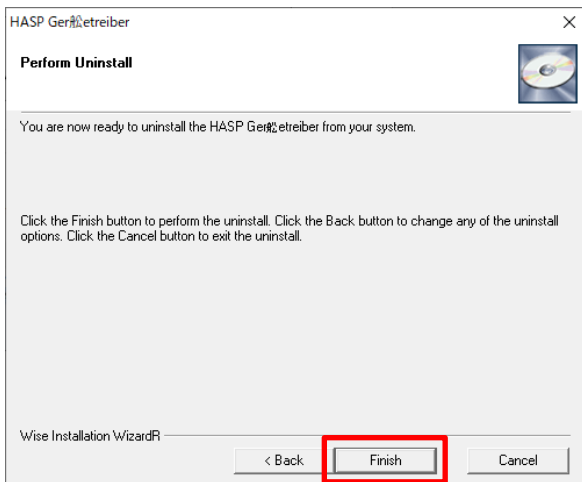 HASP Ger舩etreiber
Perform Uninstall
You are now ready to uninstall the HASP Ger舩etreiber from your system.
Click the Finish button to perform the uninstall. Click the Back button to change any of the uninstall
options. Click the Cancel button to exit the uninstall.
Wise Installation WizardR
< Back
Finish
Cancel